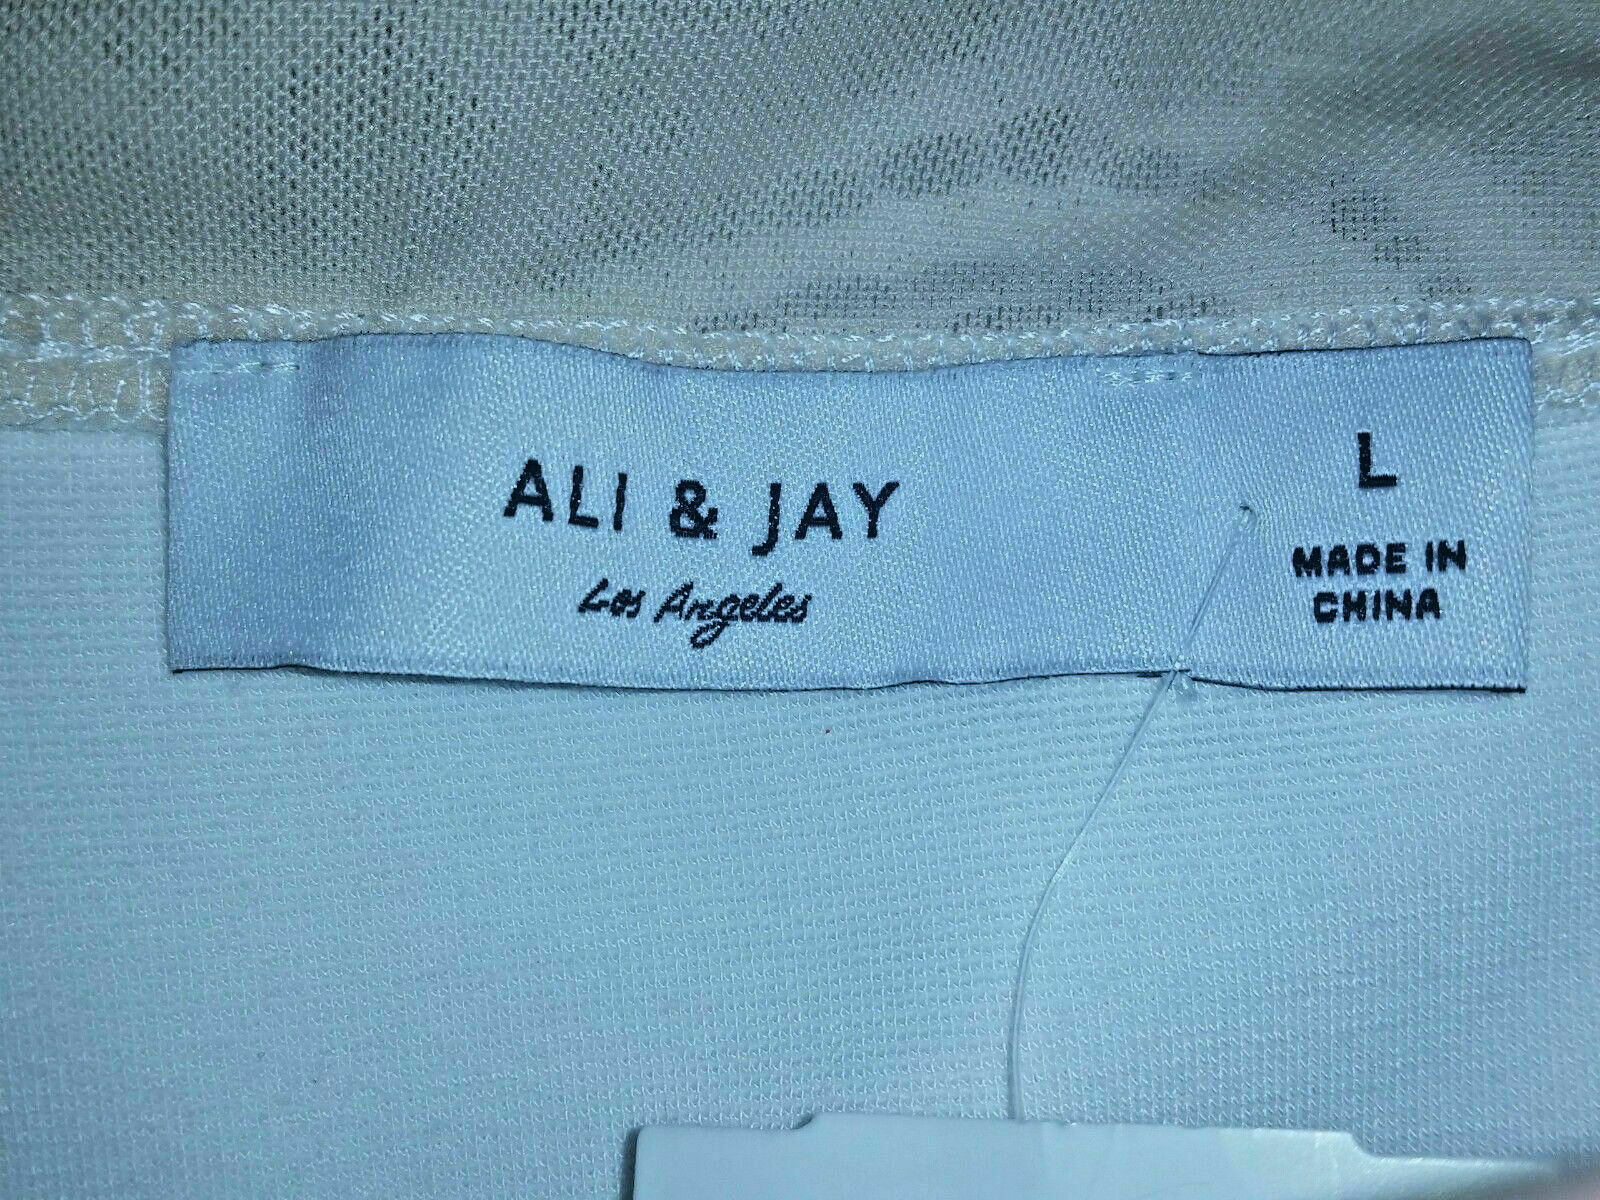 ALI & JAY
Los Angeles
L
MADE IN
CHINA